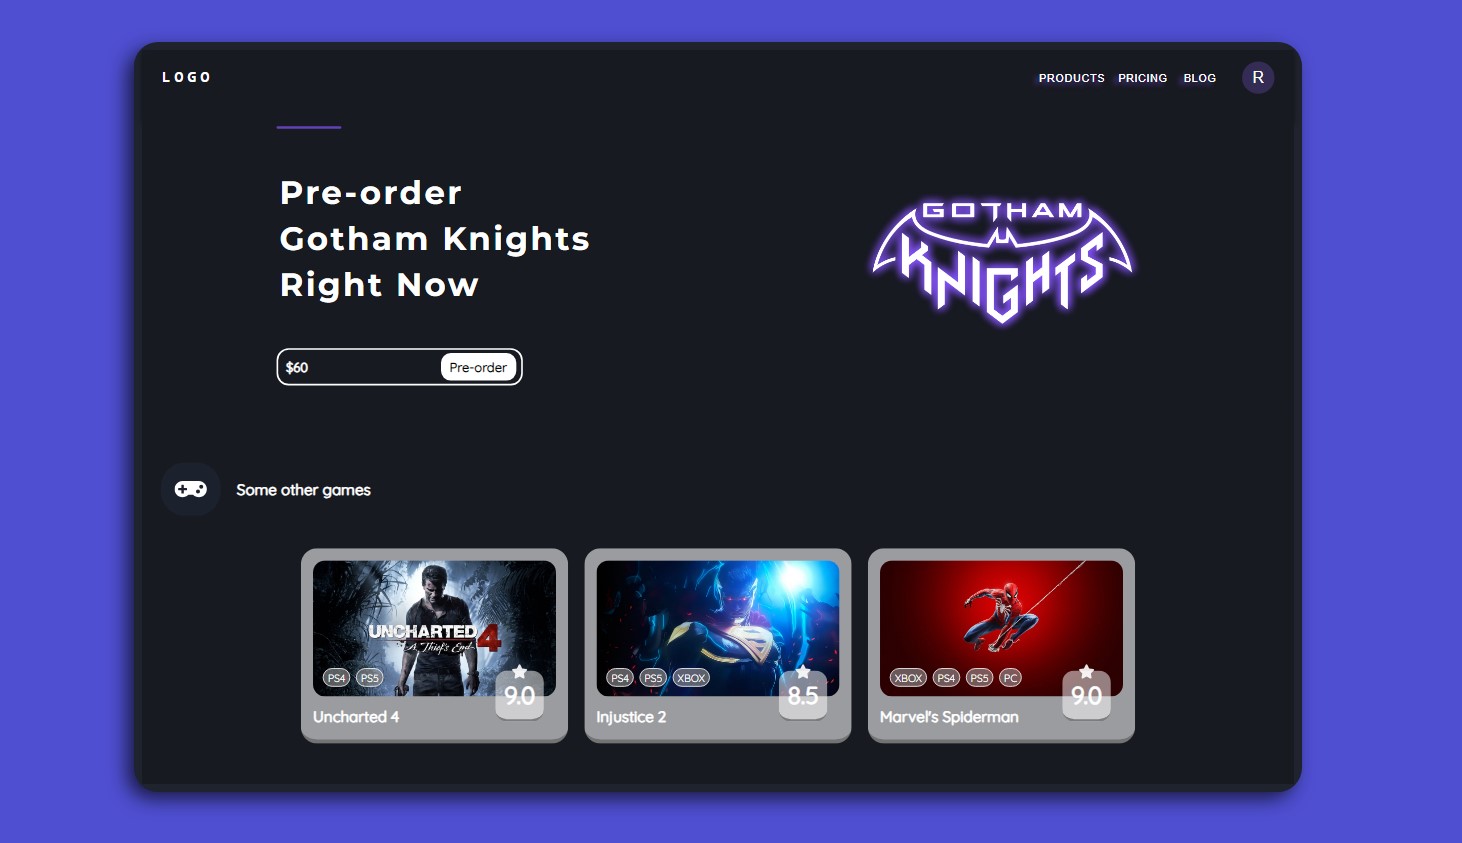 LOGO
PRODUCTS PRICING BLOG R
Pre-order
Gotham Knights
Right Now
GOTHAM
KNIGHTS
$60 Pre-order
Some other games
UNCHARTED 4
A Thief's End
PS4 PS5
9.0
Uncharted 4
PS4 PS5 XBOX
8.5
Injustice 2
XBOX PS4 PS5 PC
9.0
Marvel's Spiderman